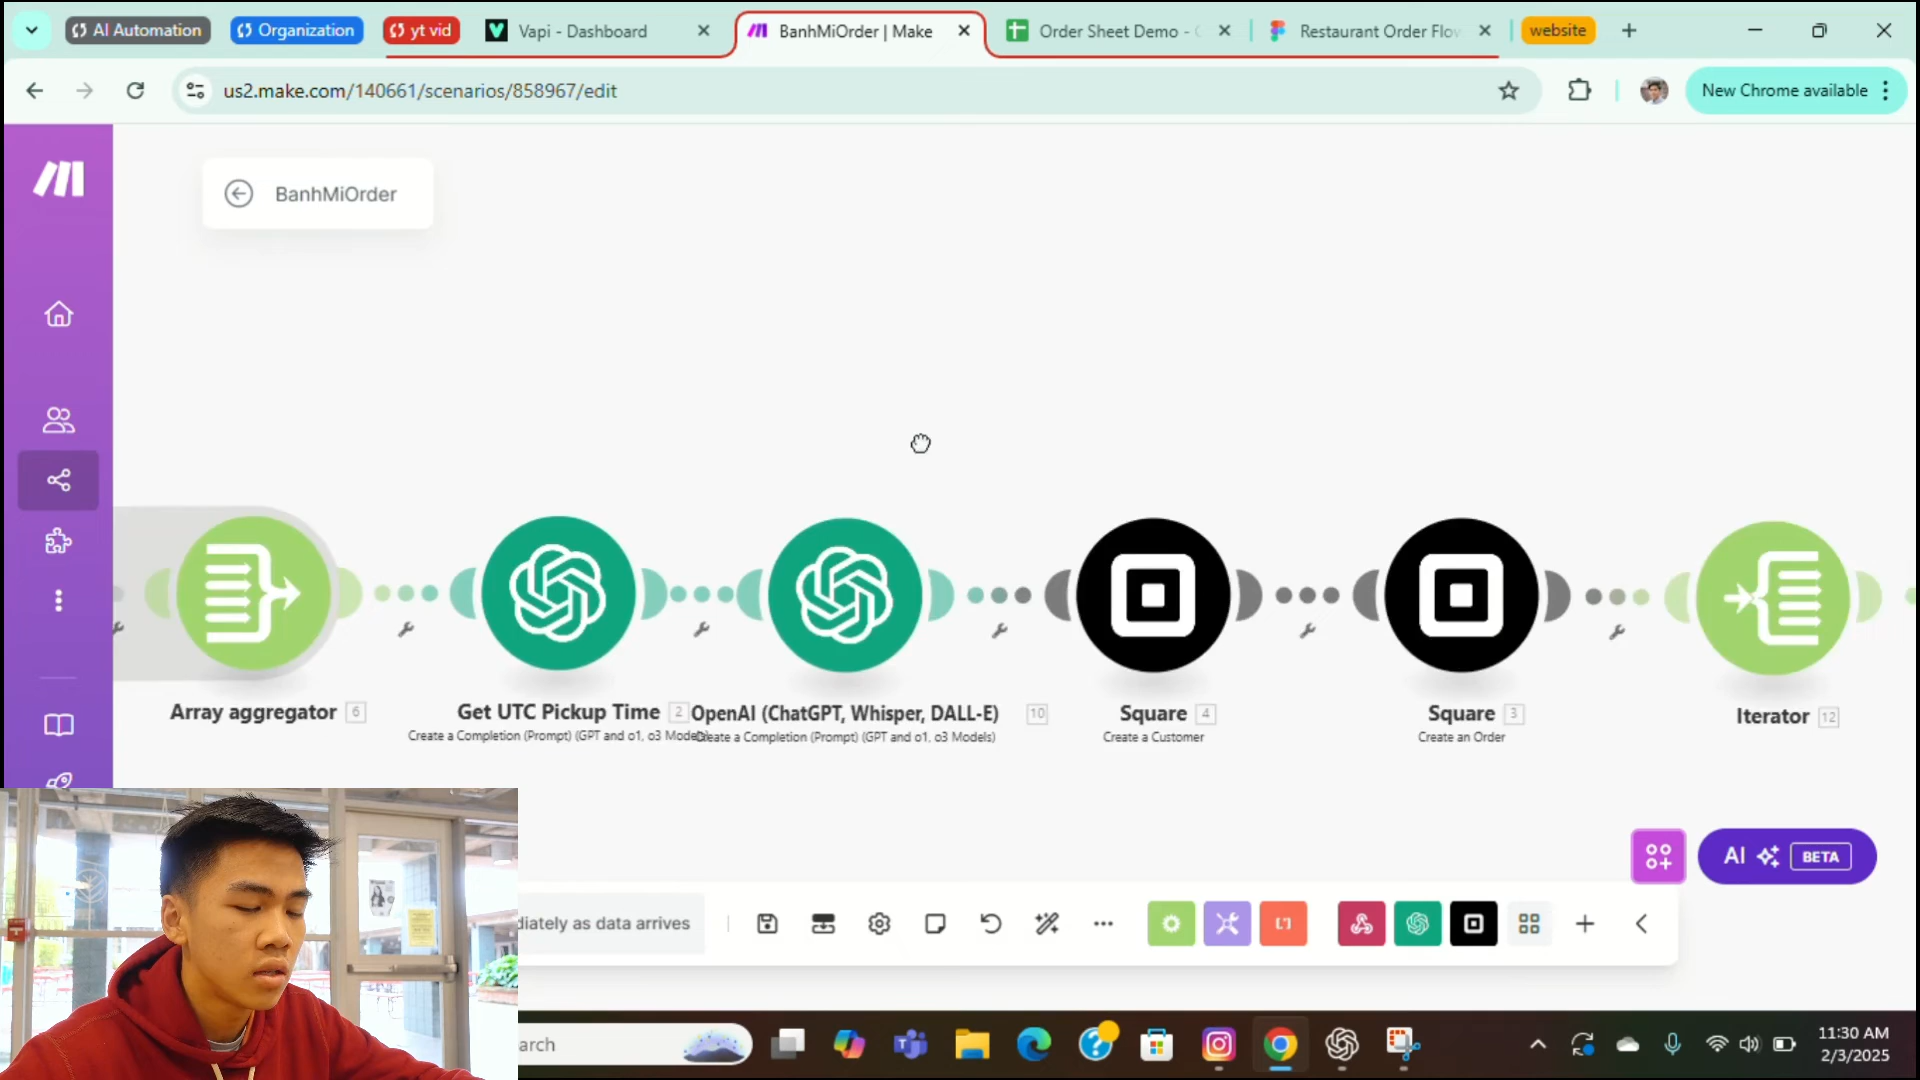 AI Automation
Organization
yt vid
Vapi - Dashboard
BanhMiOrder | Make
Order Sheet Demo -
Restaurant Order Flow
website
us2.make.com/140661/scenarios/858967/edit
New Chrome available
BanhMiOrder
Array aggregator 6
Get UTC Pickup Time 2
Create a Completion (Prompt) (GPT and o1, o3 Models)
OpenAI (ChatGPT, Whisper, DALL-E) 10
Create a Completion (Prompt) (GPT and o1, o3 Models)
Square 4
Create a Customer
Square 3
Create an Order
Iterator 12
AI BETA
diately as data arrives
arch
11:30 AM
2/3/2025